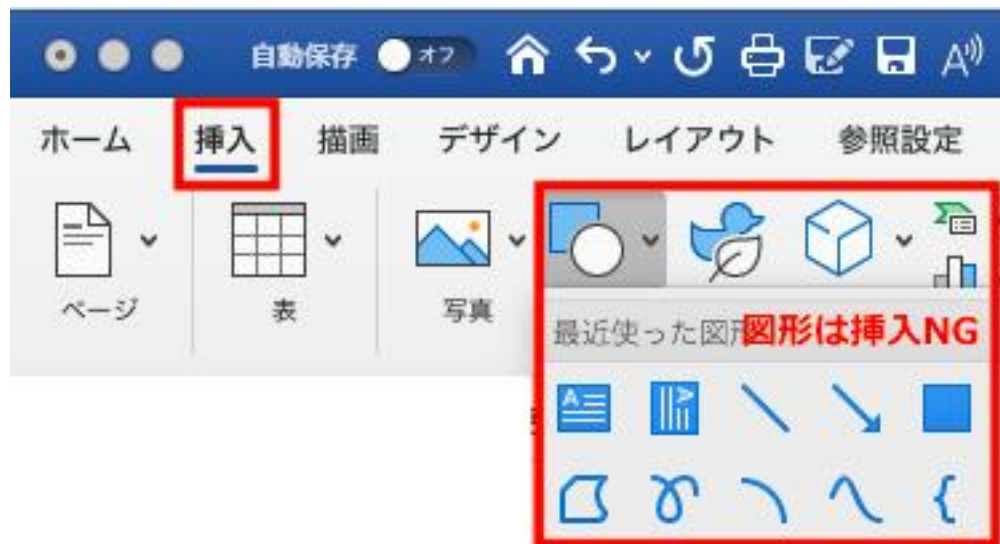 自動保存 オフ
ホーム 挿入 描画 デザイン レイアウト 参照設定
ページ 表 写真
最近使った図形は挿入NG